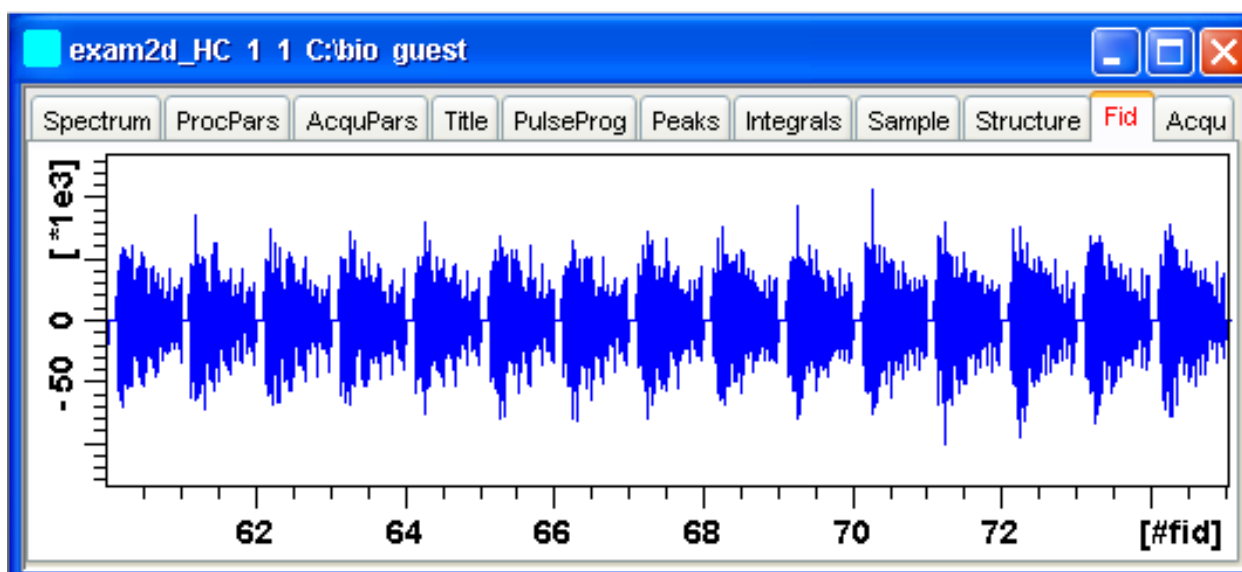 exam2d_HC 1 1 C:\bio guest
Spectrum ProcPars AcquPars Title PulseProg Peaks Integrals Sample Structure Fid Acqu
[*1e3]
0
-50
62 64 66 68 70 72 [#fid]